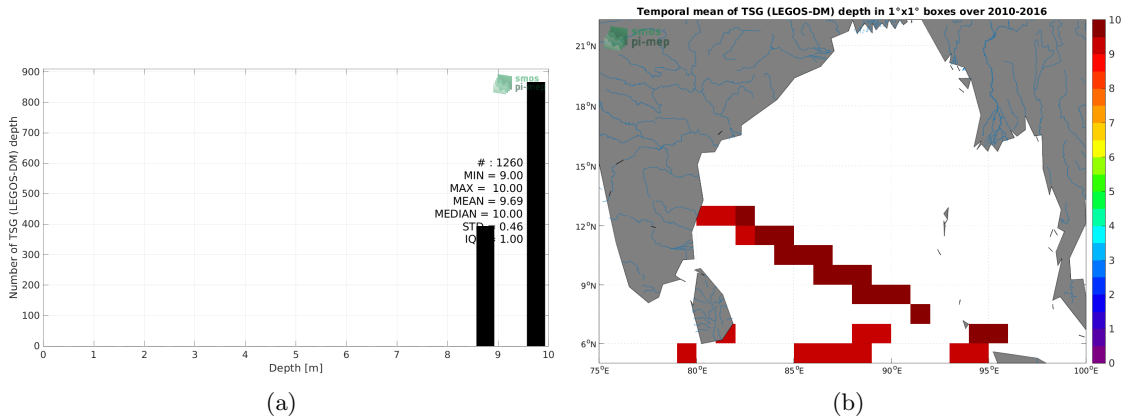 900
800
700
600
500
400
300
200
100
0
Number of TSG (LEGOS-DM) depth
smos
pi-mep
# : 1260
MIN = 9.00
MAX = 10.00
MEAN = 9.69
MEDIAN = 10.00
STD = 0.46
IQ = 1.00
0 1 2 3 4 5 6 7 8 9 10
Depth [m]
(a)
Temporal mean of TSG (LEGOS-DM) depth in 1°x1° boxes over 2010-2016
smos
pi-mep
21°N
18°N
15°N
12°N
9°N
6°N
75°E 80°E 85°E 90°E 95°E 100°E
10
9
8
7
6
5
4
3
2
1
0
(b)